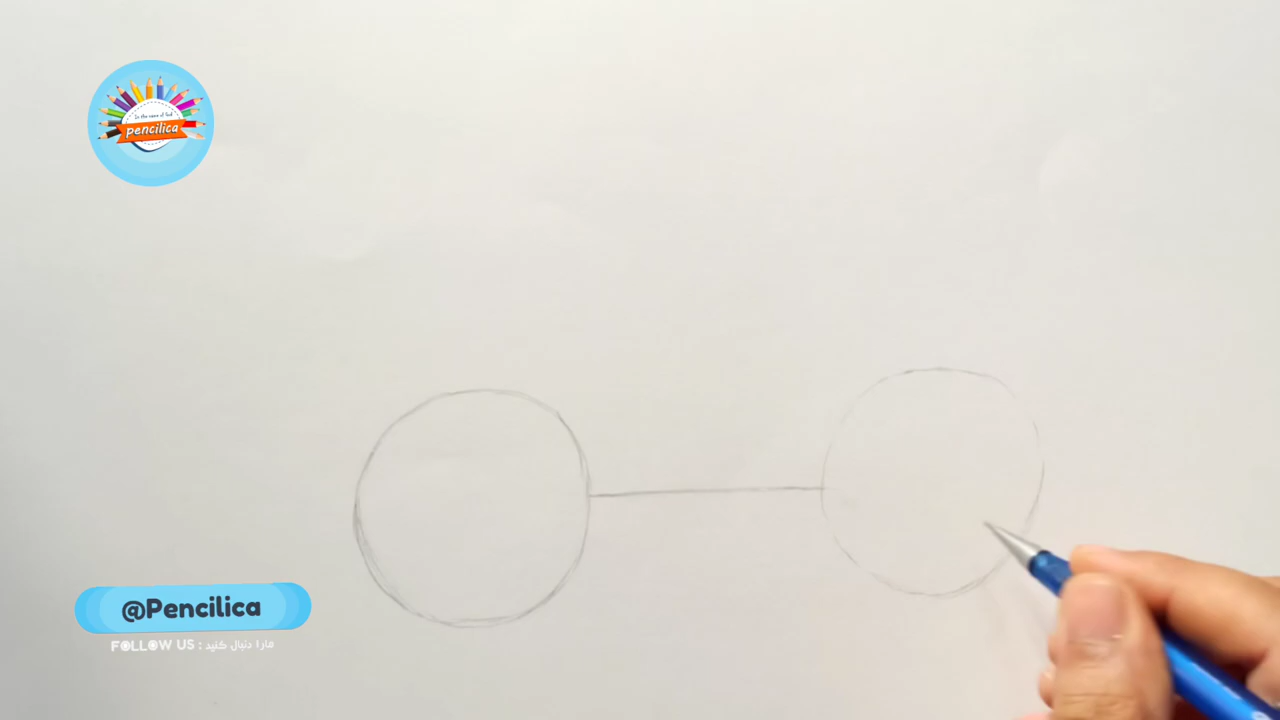 In the name of God
pencilica
@Pencilica
FOLLOW US : مارا دنبال کنید